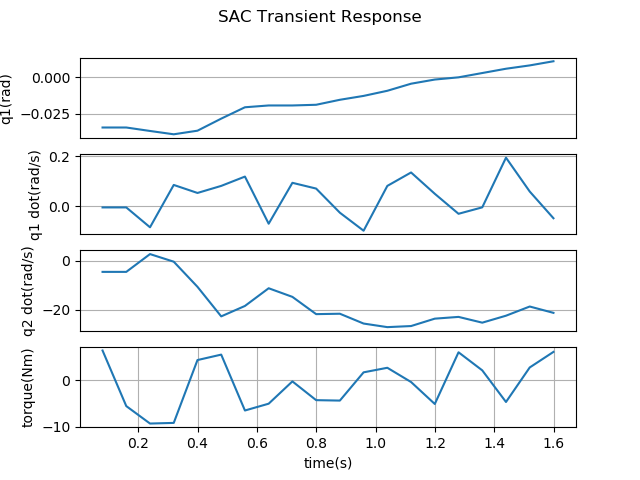 SAC Transient Response
q1(rad)
0.000
−0.025
q1 dot(rad/s)
0.2
0.0
q2 dot(rad/s)
0
−20
torque(Nm)
0
−10
0.2 0.4 0.6 0.8 1.0 1.2 1.4 1.6
time(s)